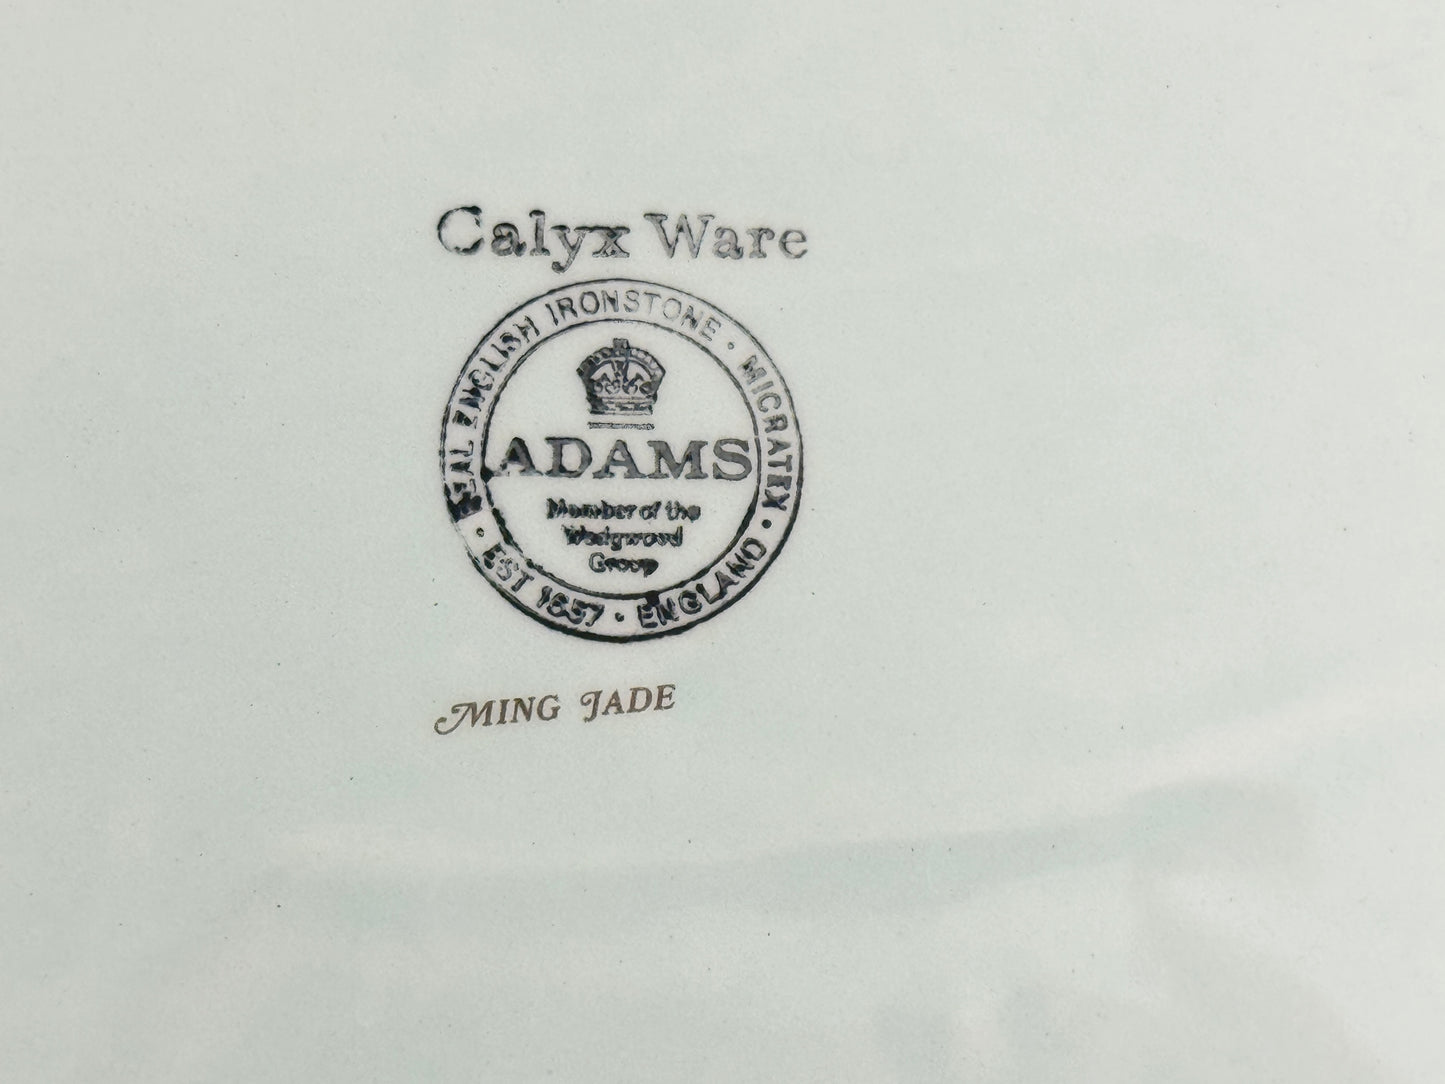 Calyx Ware
REAL ENGLISH IRONSTONE · MICRATEX · ENGLAND · EST 1657 ·
ADAMS
Member of the
Wedgwood
Group
MING JADE